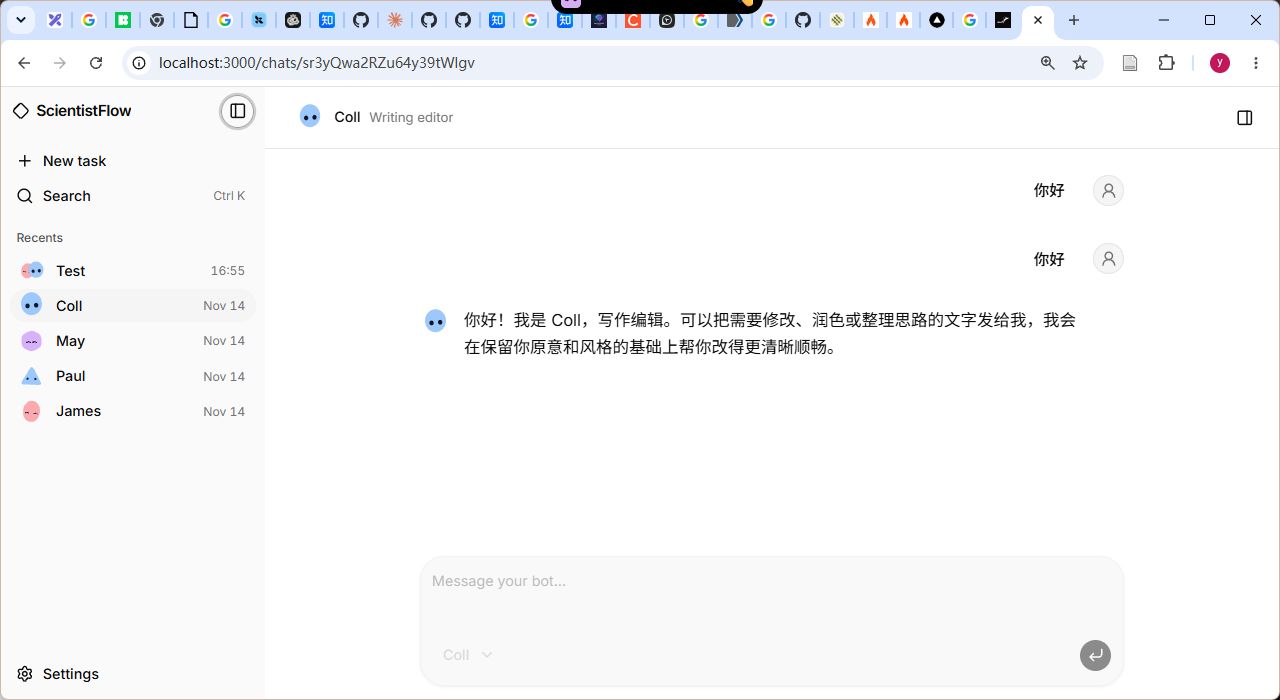 localhost:3000/chats/sr3yQwa2RZu64y39tWIgv
y
ScientistFlow
Coll Writing editor
New task
Search Ctrl K
Recents
Test 16:55
Coll Nov 14
May Nov 14
Paul Nov 14
James Nov 14
Settings
你好
你好
你好！我是 Coll，写作编辑。可以把需要修改、润色或整理思路的文字发给我，我会
在保留你原意和风格的基础上帮你改得更清晰顺畅。
Message your bot...
Coll